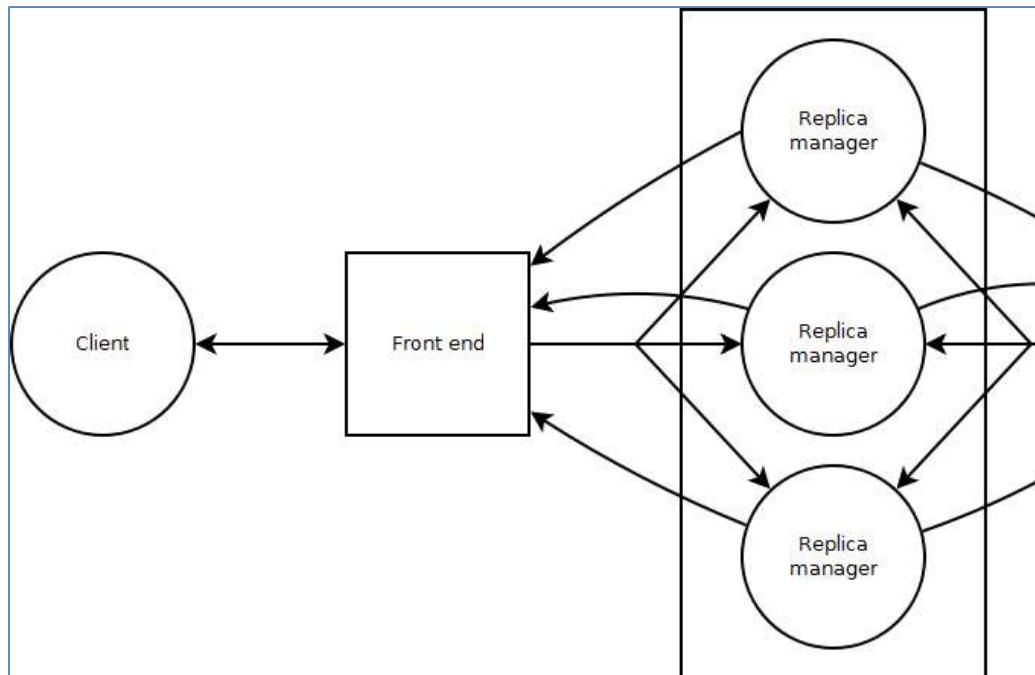 Replica
manager
Client
Front end
Replica
manager
Replica
manager